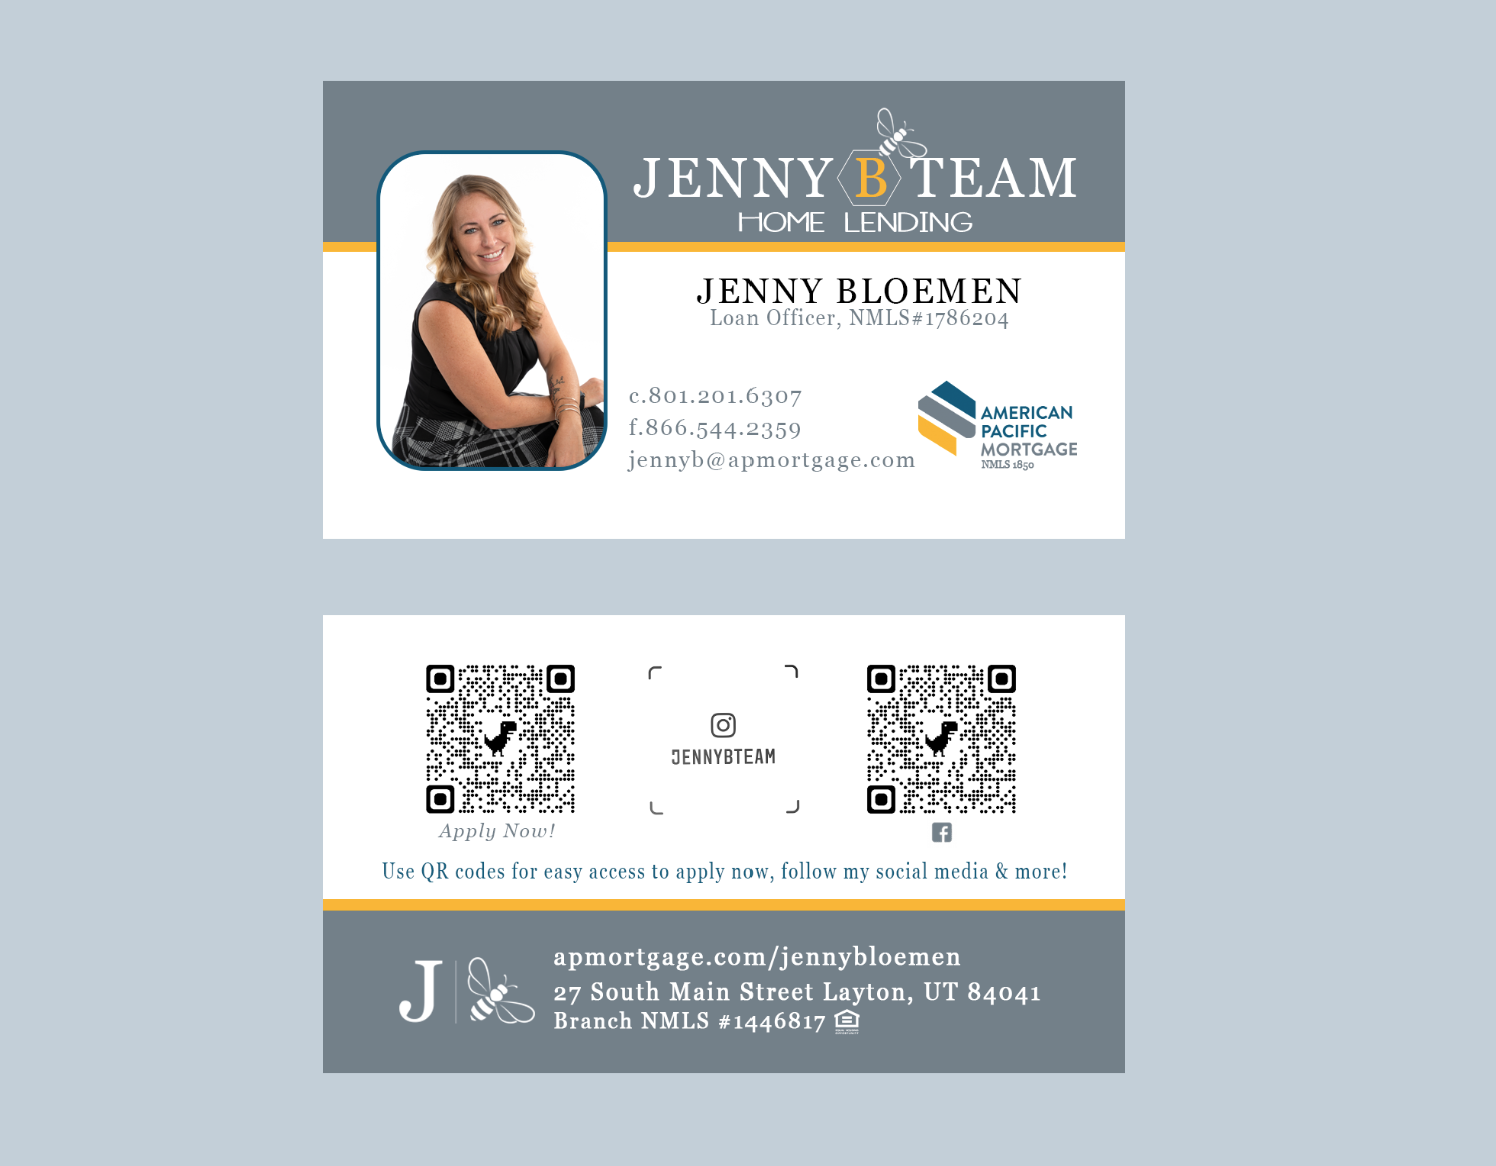 JENNY B TEAM
HOME LENDING
JENNY BLOEMEN
Loan Officer, NMLS#1786204
c.801.201.6307
f.866.544.2359
jennyb@apmortgage.com
AMERICAN
PACIFIC
MORTGAGE
NMLS 1850
JENNYBTEAM
Apply Now!
Use QR codes for easy access to apply now, follow my social media & more!
J
apmortgage.com/jennybloemen
27 South Main Street Layton, UT 84041
Branch NMLS #1446817